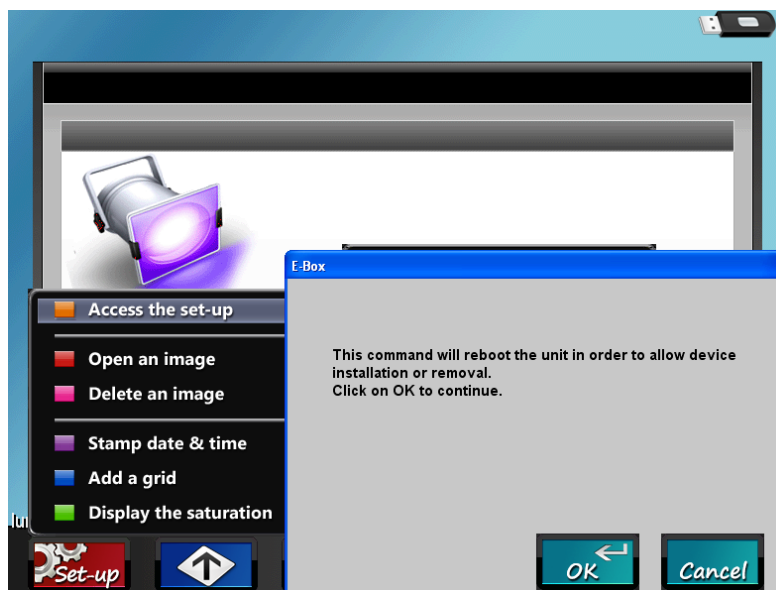 E-Box
Access the set-up
Open an image
Delete an image
Stamp date & time
Add a grid
Display the saturation
This command will reboot the unit in order to allow device
installation or removal.
Click on OK to continue.
Set-up
OK
Cancel